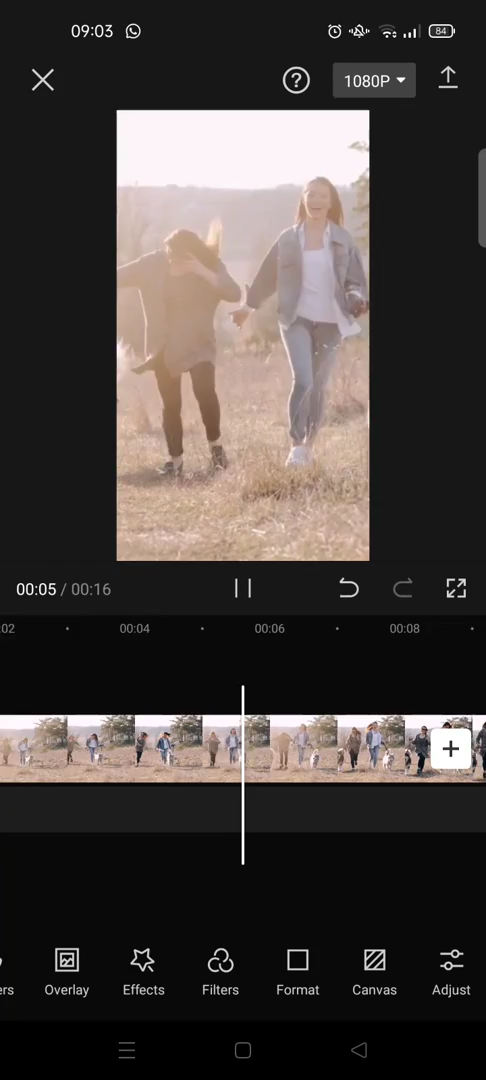 09:03
84
1080P
00:05 / 00:16
:02
00:04
00:06
00:08
ers
Overlay
Effects
Filters
Format
Canvas
Adjust